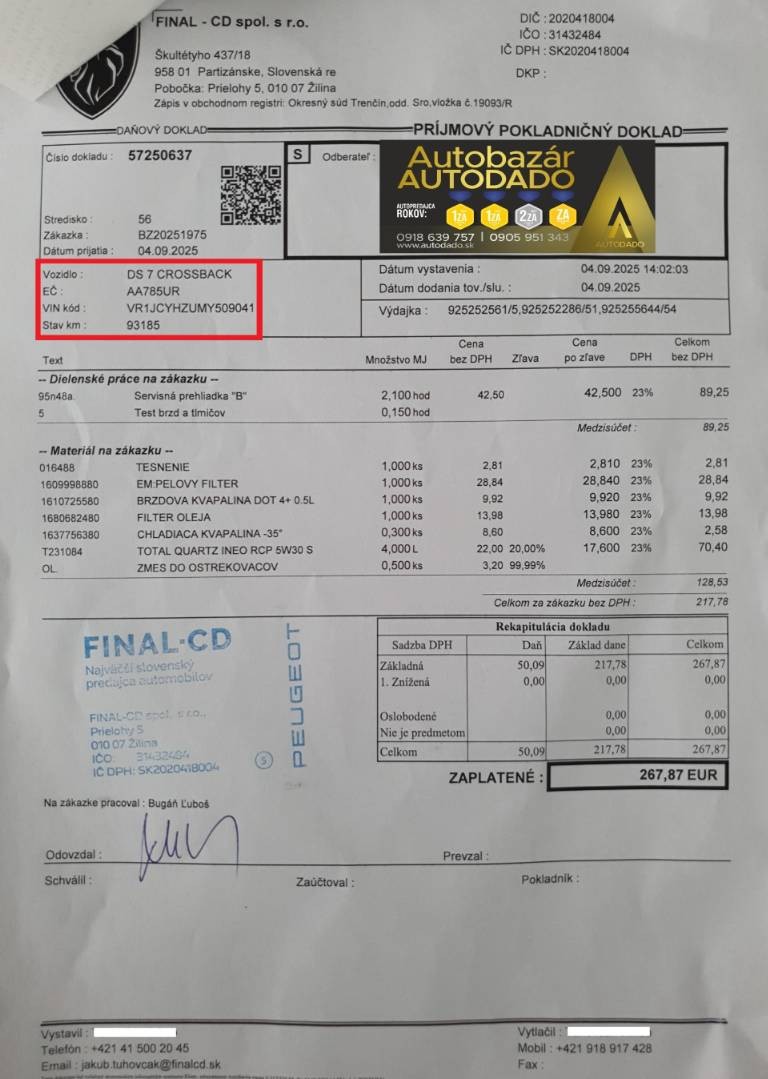 FINAL - CD spol. s r.o.
Škultétyho 437/18
958 01 Partizánske, Slovenská re
Pobočka: Prielohy 5, 010 07 Žilina
Zápis v obchodnom registri: Okresný súd Trenčín,odd. Sro,vložka č.19093/R
DIČ : 2020418004
IČO : 31432484
IČ DPH : SK2020418004
DKP :
DAŇOVÝ DOKLAD
PRÍJMOVÝ POKLADNIČNÝ DOKLAD
Číslo dokladu : 57250637
Stredisko : 56
Zákazka : BZ20251975
Dátum prijatia : 04.09.2025
S Odberateľ :
Autobazár
AUTODADO
AUTOPREDAJCA
ROKOV:
1ZA 1ZA 2ZA ZA
0918 639 757 | 0905 951 343
www.autodado.sk
AUTODADO
Vozidlo : DS 7 CROSSBACK
EČ : AA785UR
VIN kód : VR1JCYHZUMY509041
Stav km : 93185
Dátum vystavenia : 04.09.2025 14:02:03
Dátum dodania tov./slu. : 04.09.2025
Výdajka : 925252561/5,925252286/51,925255644/54
Text Množstvo MJ Cena bez DPH Zľava Cena po zľave DPH Celkom bez DPH
-- Dielenské práce na zákazku --
95n48a. Servisná prehliadka "B" 2,100 hod 42,50 42,500 23% 89,25
5 Test brzd a tlmičov 0,150 hod
Medzisúčet : 89,25
-- Materiál na zákazku --
016488 TESNENIE 1,000 ks 2,81 2,810 23% 2,81
1609998880 EM:PELOVY FILTER 1,000 ks 28,84 28,840 23% 28,84
1610725580 BRZDOVA KVAPALINA DOT 4+ 0.5L 1,000 ks 9,92 9,920 23% 9,92
1680682480 FILTER OLEJA 1,000 ks 13,98 13,980 23% 13,98
1637756380 CHLADIACA KVAPALINA -35° 0,300 ks 8,60 8,600 23% 2,58
T231084 TOTAL QUARTZ INEO RCP 5W30 S 4,000 L 22,00 20,00% 17,600 23% 70,40
OL. ZMES DO OSTREKOVACOV 0,500 ks 3,20 99,99%
Medzisúčet : 128,53
Celkom za zákazku bez DPH : 217,78
FINAL-CD
Najväčší slovenský
predajca automobilov
FINAL-CD spol. s r.o.,
Prielohy 5
010 07 Žilina
IČO: 31432484
IČ DPH: SK2020418004
S
PEUGEOT
Rekapitulácia dokladu
Sadzba DPH Daň Základ dane Celkom
Základná 50,09 217,78 267,87
1. Znížená 0,00 0,00 0,00
Oslobodené 0,00 0,00
Nie je predmetom 0,00 0,00
Celkom 50,09 217,78 267,87
ZAPLATENÉ : 267,87 EUR
Na zákazke pracoval : Bugáň Ľuboš
Odovzdal :
Prevzal :
Schválil :
Zaúčtoval :
Pokladník :
Vystavil :
Telefón : +421 41 500 20 45
Email : jakub.tuhovcak@finalcd.sk
Vytlačil :
Mobil : +421 918 917 428
Fax :